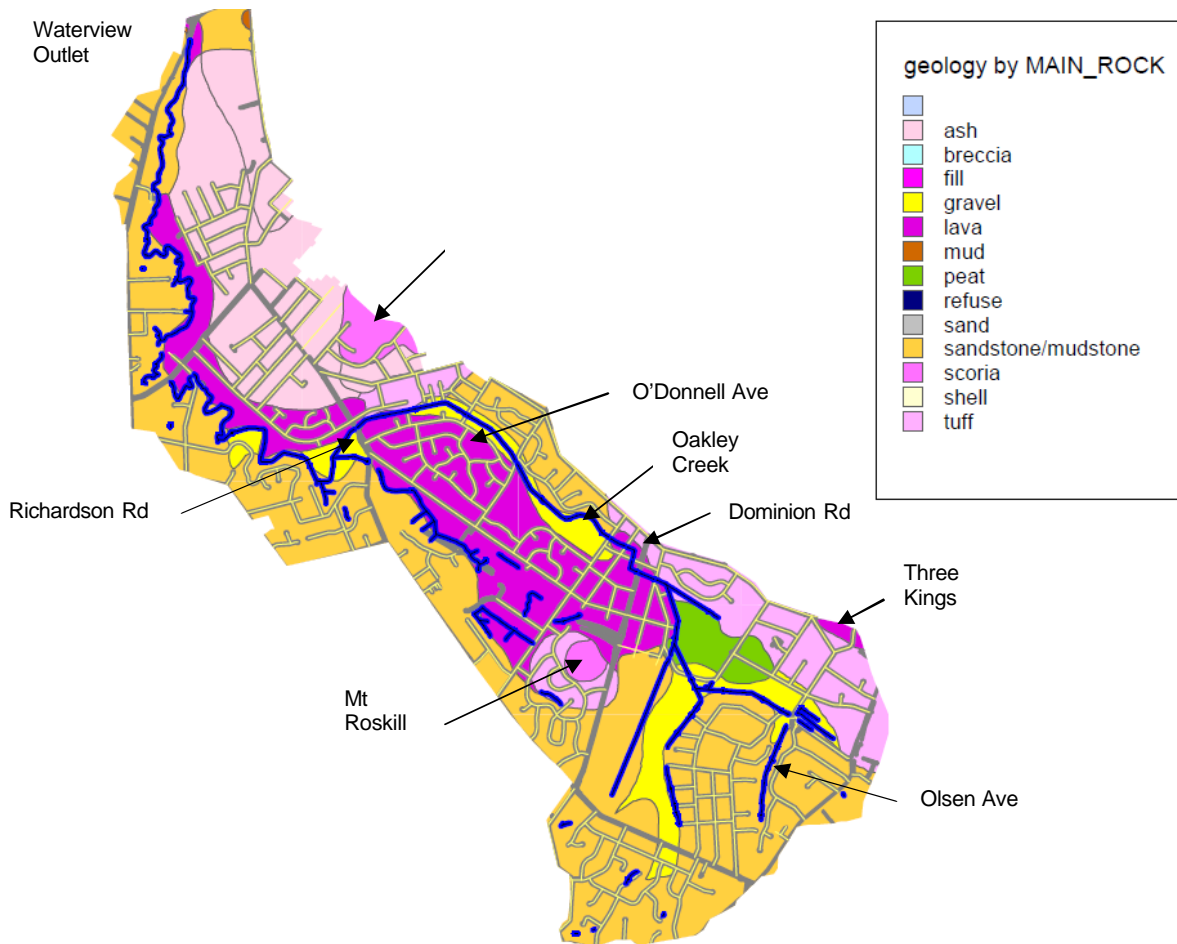 Waterview
Outlet
geology by MAIN_ROCK
ash
breccia
fill
gravel
lava
mud
peat
refuse
sand
sandstone/mudstone
scoria
shell
tuff
O'Donnell Ave
Oakley
Creek
Richardson Rd
Dominion Rd
Three
Kings
Mt
Roskill
Olsen Ave